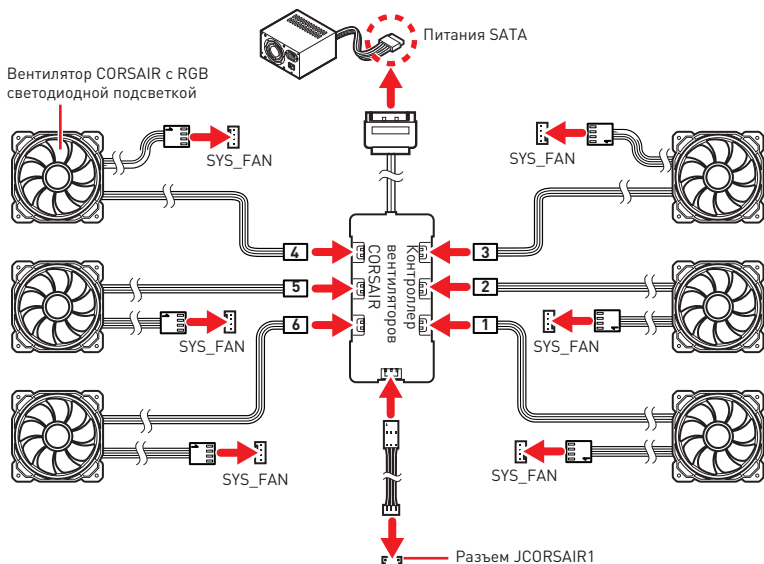 Питания SATA
Вентилятор CORSAIR с RGB
светодиодной подсветкой
SYS_FAN
SYS_FAN
4
3
5
2
6
1
Контроллер
вентиляторов
CORSAIR
SYS_FAN
SYS_FAN
SYS_FAN
SYS_FAN
Разъем JCORSAIR1